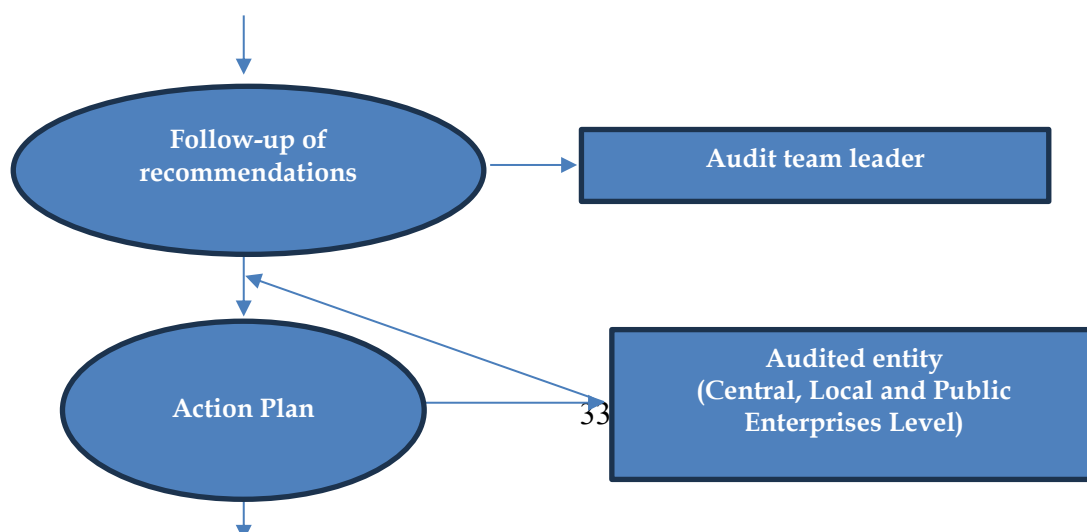 Follow-up of
recommendations
Audit team leader
Action Plan
Audited entity
(Central, Local and Public
Enterprises Level)
33